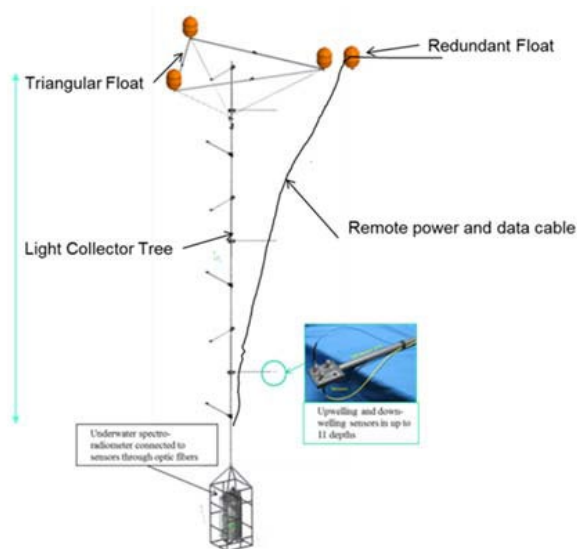 Redundant Float
Triangular Float
Remote power and data cable
Light Collector Tree
Upwelling and down-
welling sensors in up to
11 depths
Underwater spectro-
radiometer connected to
sensors through optic fibers